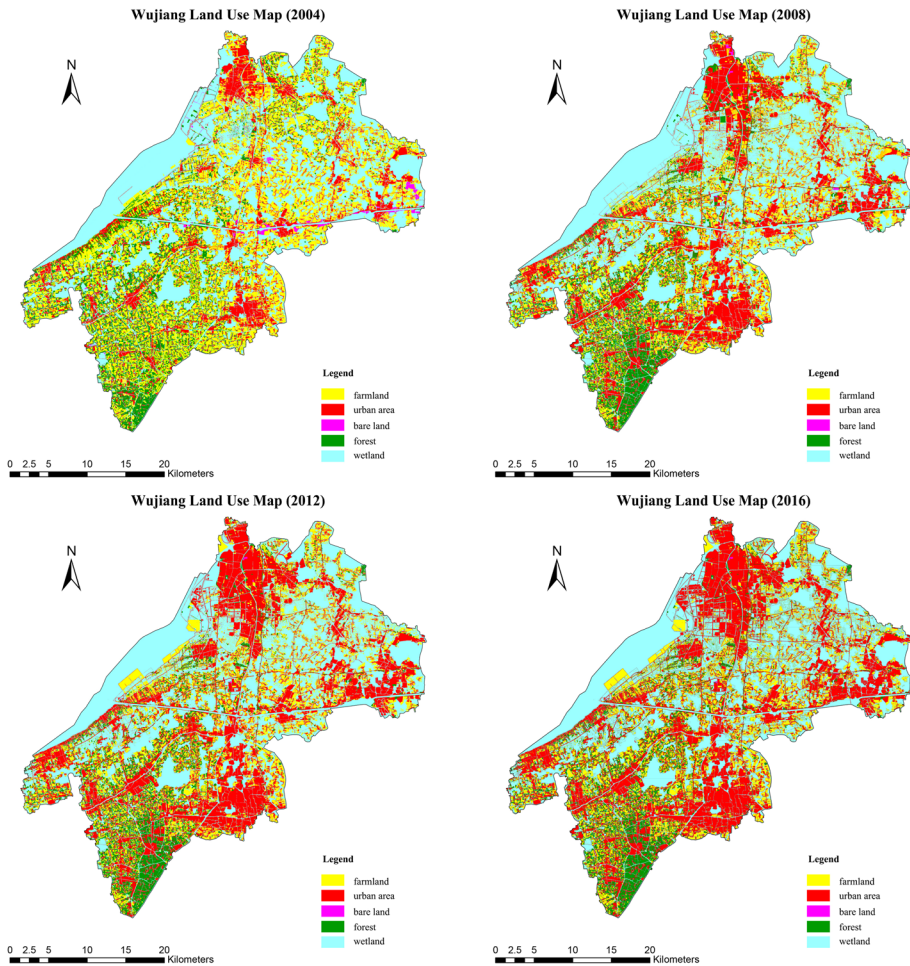 Wujiang Land Use Map (2004)
N
Legend
farmland
urban area
bare land
forest
wetland
0 2.5 5 10 15 20 Kilometers
Wujiang Land Use Map (2008)
N
Legend
farmland
urban area
bare land
forest
wetland
0 2.5 5 10 15 20 Kilometers
Wujiang Land Use Map (2012)
N
Legend
farmland
urban area
bare land
forest
wetland
0 2.5 5 10 15 20 Kilometers
Wujiang Land Use Map (2016)
N
Legend
farmland
urban area
bare land
forest
wetland
0 2.5 5 10 15 20 Kilometers